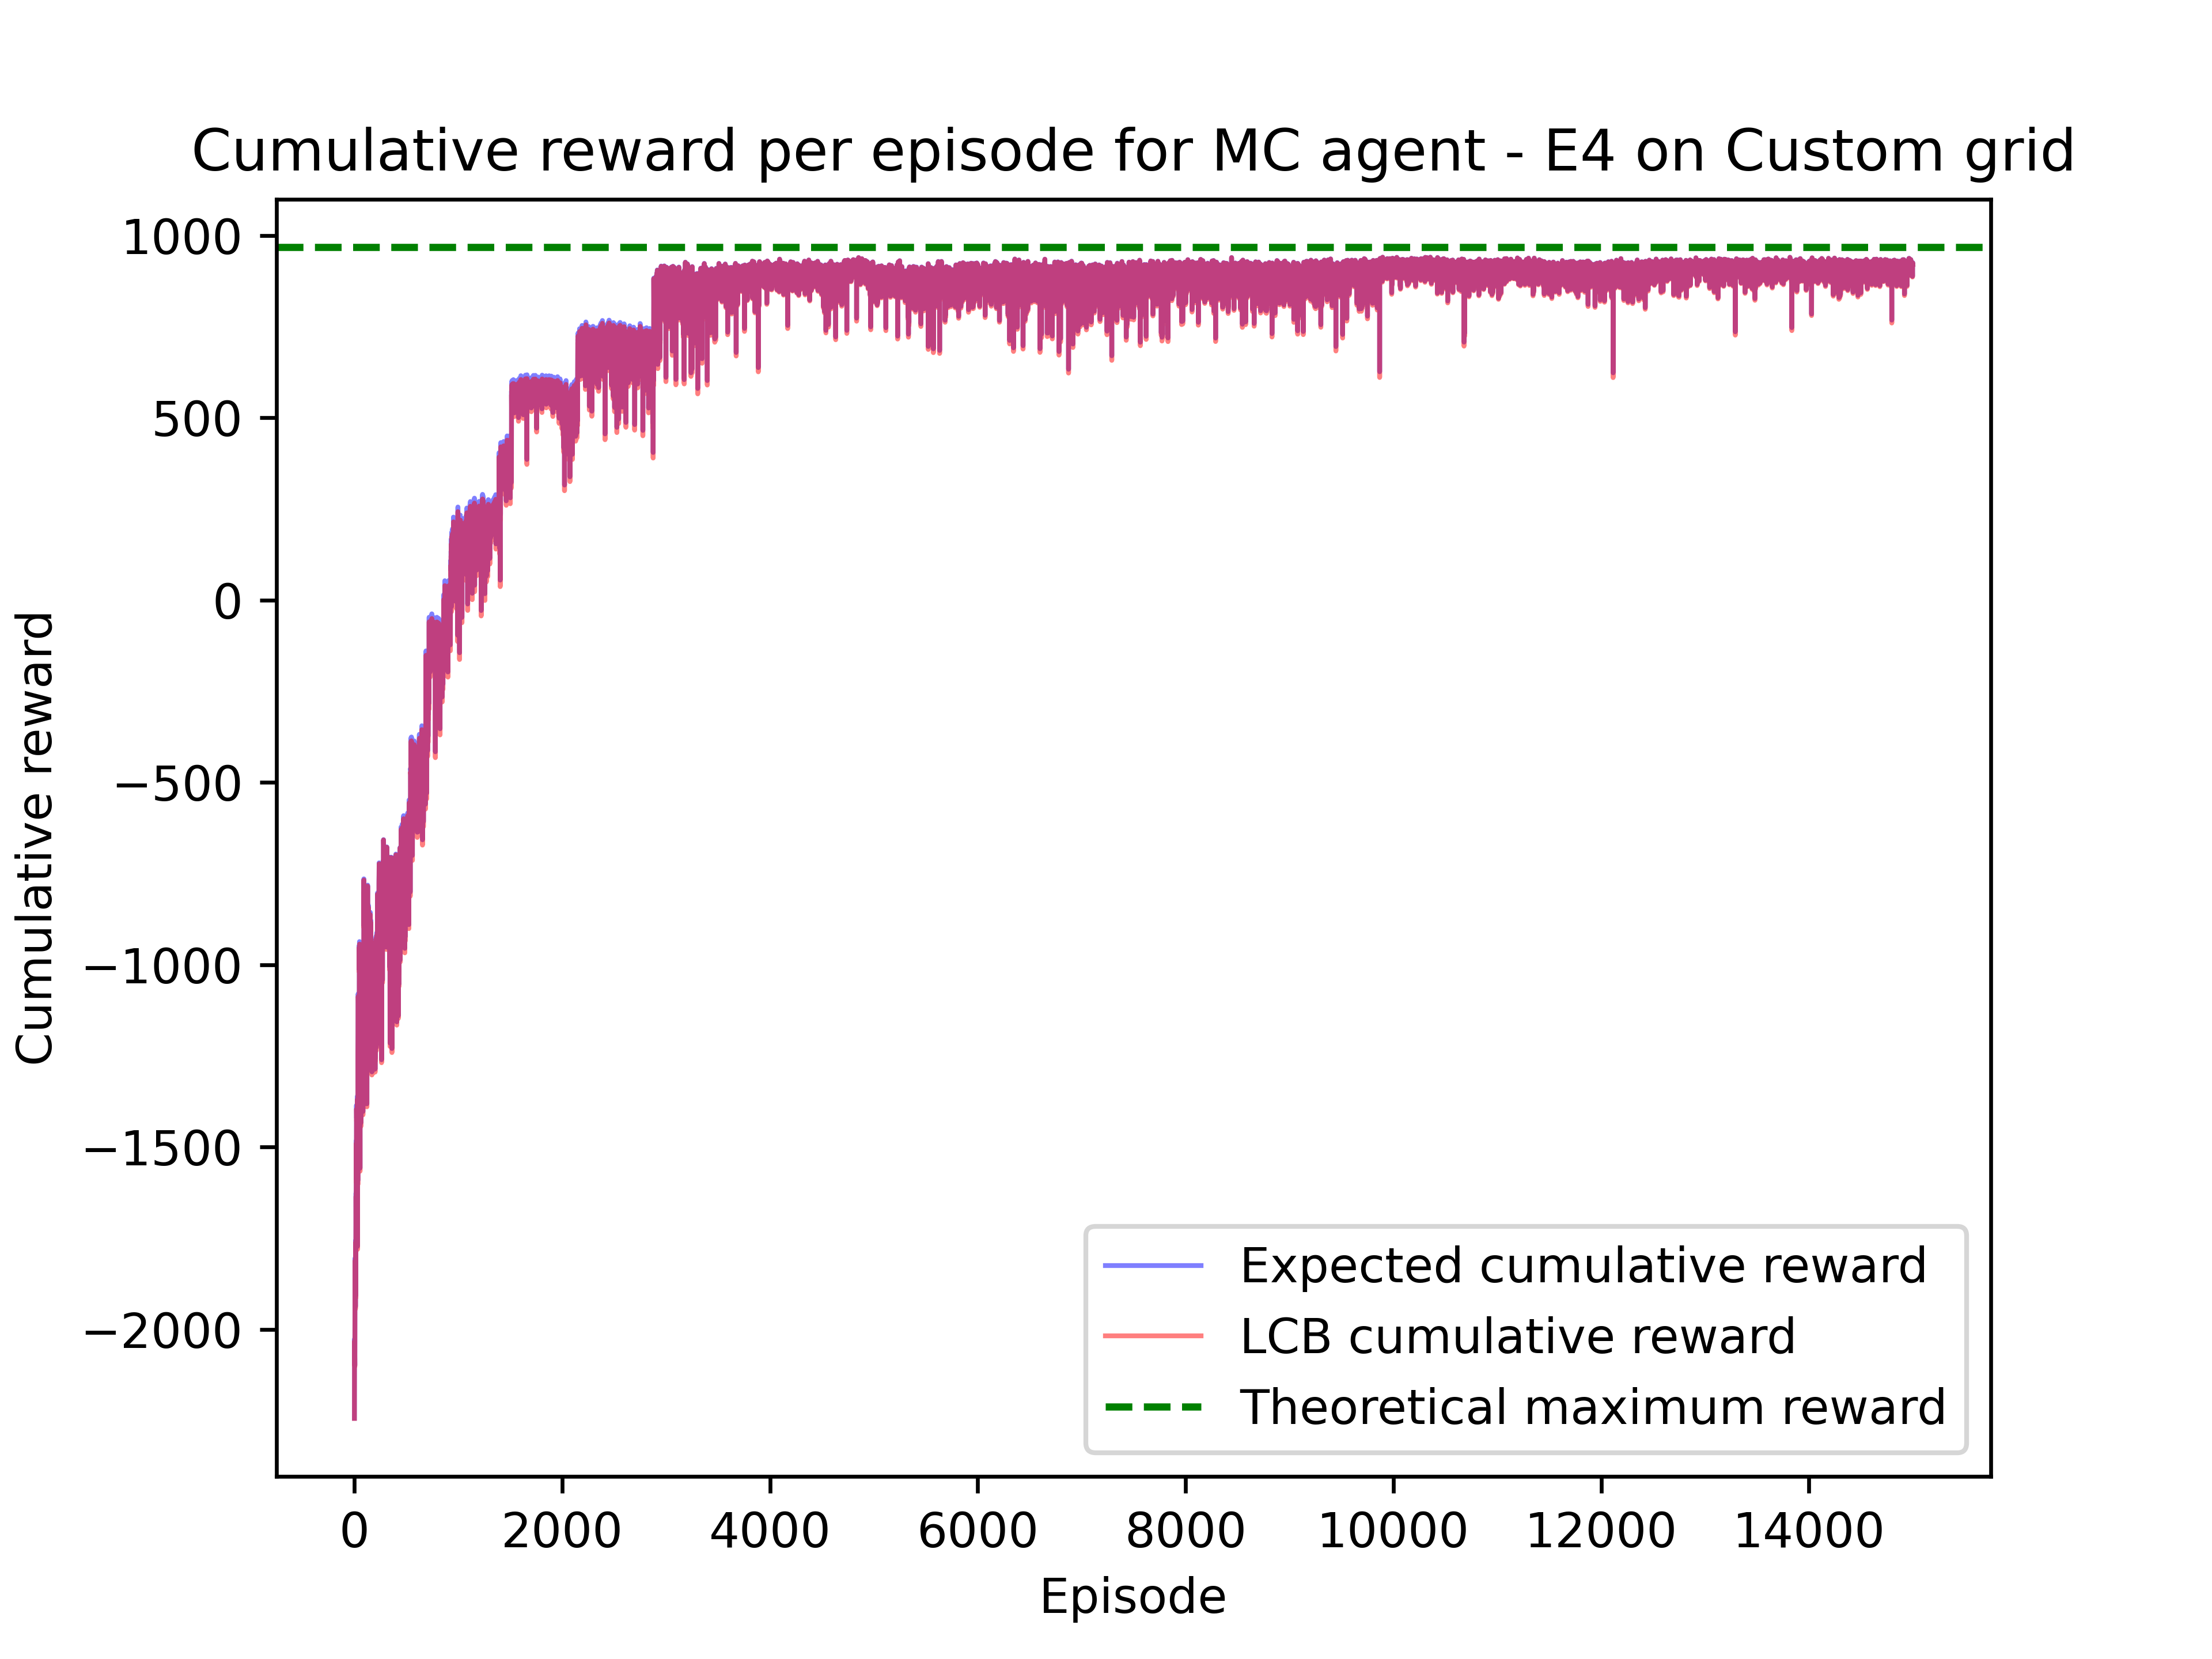 Cumulative reward per episode for MC agent - E4 on Custom grid
1000
500
0
−500
−1000
−1500
−2000
Cumulative reward
Expected cumulative reward
LCB cumulative reward
Theoretical maximum reward
0 2000 4000 6000 8000 10000 12000 14000
Episode